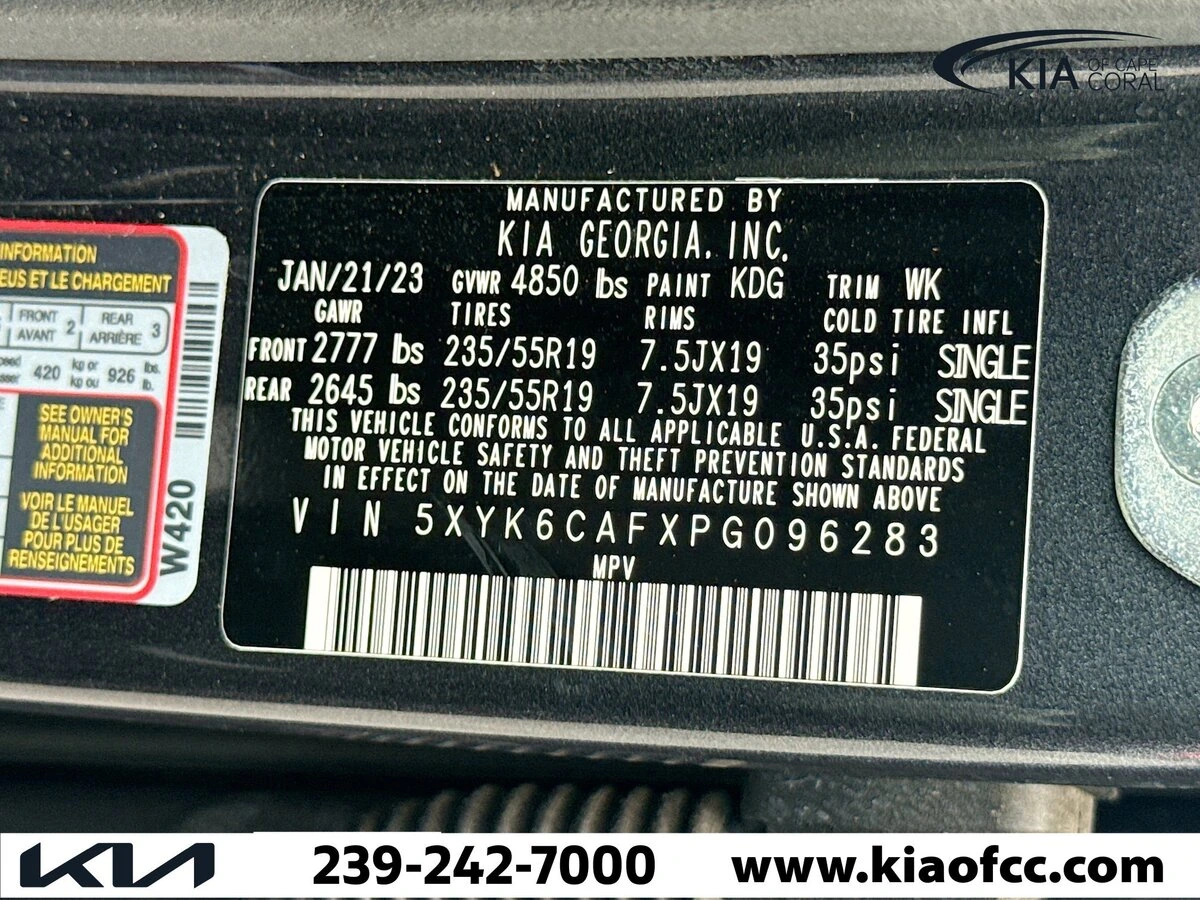 KIA OF CAPE CORAL
INFORMATION
EUS ET LE CHARGEMENT
FRONT AVANT 2 REAR ARRIÈRE 3
420 kg or kg ou 926 lbs. lb.
SEE OWNER'S
MANUAL FOR
ADDITIONAL
INFORMATION
VOIR LE MANUEL
DE L'USAGER
POUR PLUS DE
RENSEIGNEMENTS
W420
MANUFACTURED BY
KIA GEORGIA, INC.
JAN/21/23 GVWR 4850 lbs PAINT KDG TRIM WK
GAWR TIRES RIMS COLD TIRE INFL
FRONT 2777 lbs 235/55R19 7.5JX19 35psi SINGLE
REAR 2645 lbs 235/55R19 7.5JX19 35psi SINGLE
THIS VEHICLE CONFORMS TO ALL APPLICABLE U.S.A. FEDERAL
MOTOR VEHICLE SAFETY AND THEFT PREVENTION STANDARDS
IN EFFECT ON THE DATE OF MANUFACTURE SHOWN ABOVE
VIN 5XYK6CAFXPG096283
MPV
KIA 239-242-7000 www.kiaofcc.com